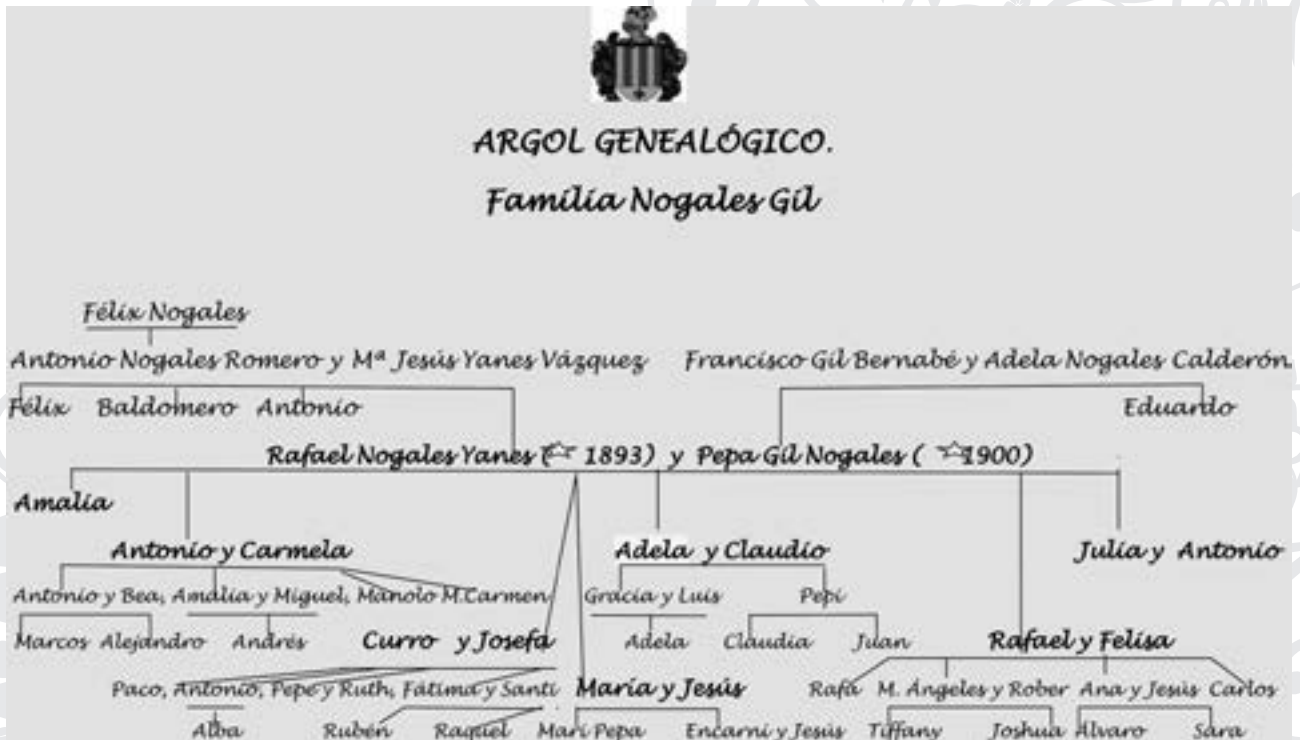 ARGOL GENEALÓGICO.
Familia Nogales Gil
Félix Nogales
Antonio Nogales Romero y Mª Jesús Yanes Vázquez Francisco Gil Bernabé y Adela Nogales Calderón.
Félix Baldomero Antonio Eduardo
Rafael Nogales Yanes (☆ 1893) y Pepa Gil Nogales ( ☆1900)
Amalia
Antonio y Carmela Adela y Claudio Julia y Antonio
Antonio y Bea, Amalia y Miguel, Manolo M.Carmen Gracia y Luis Pepi
Marcos Alejandro Andrés Curro y Josefa Adela Claudia Juan Rafael y Felisa
Paco, Antonio, Pepe y Ruth, Fátima y Santi María y Jesús Rafa M. Ángeles y Rober Ana y Jesús Carlos
Alba Rubén Raquel Mari Pepa Encarni y Jesús Tiffany Joshua Álvaro Sara